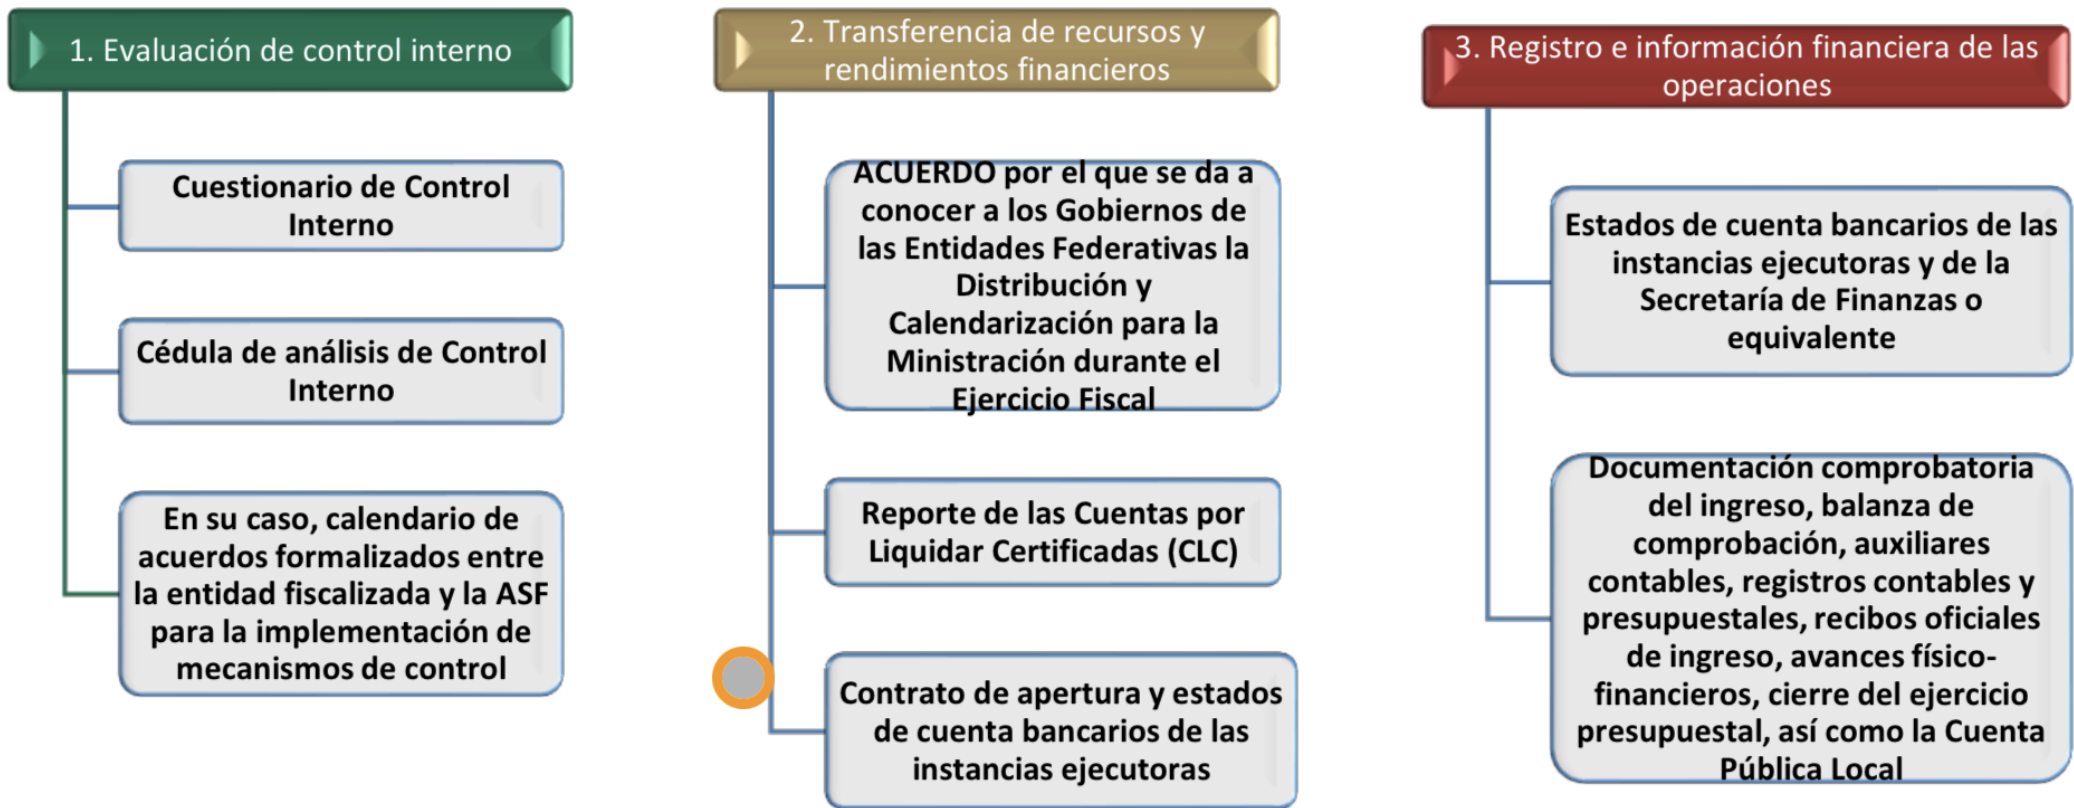 1. Evaluación de control interno
Cuestionario de Control
Interno
Cédula de análisis de Control
Interno
En su caso, calendario de
acuerdos formalizados entre
la entidad fiscalizada y la ASF
para la implementación de
mecanismos de control
2. Transferencia de recursos y
rendimientos financieros
ACUERDO por el que se da a
conocer a los Gobiernos de
las Entidades Federativas la
Distribución y
Calendarización para la
Ministración durante el
Ejercicio Fiscal
Reporte de las Cuentas por
Liquidar Certificadas (CLC)
Contrato de apertura y estados
de cuenta bancarios de las
instancias ejecutoras
3. Registro e información financiera de las
operaciones
Estados de cuenta bancarios de las
instancias ejecutoras y de la
Secretaría de Finanzas o
equivalente
Documentación comprobatoria
del ingreso, balanza de
comprobación, auxiliares
contables, registros contables y
presupuestales, recibos oficiales
de ingreso, avances físico-
financieros, cierre del ejercicio
presupuestal, así como la Cuenta
Pública Local